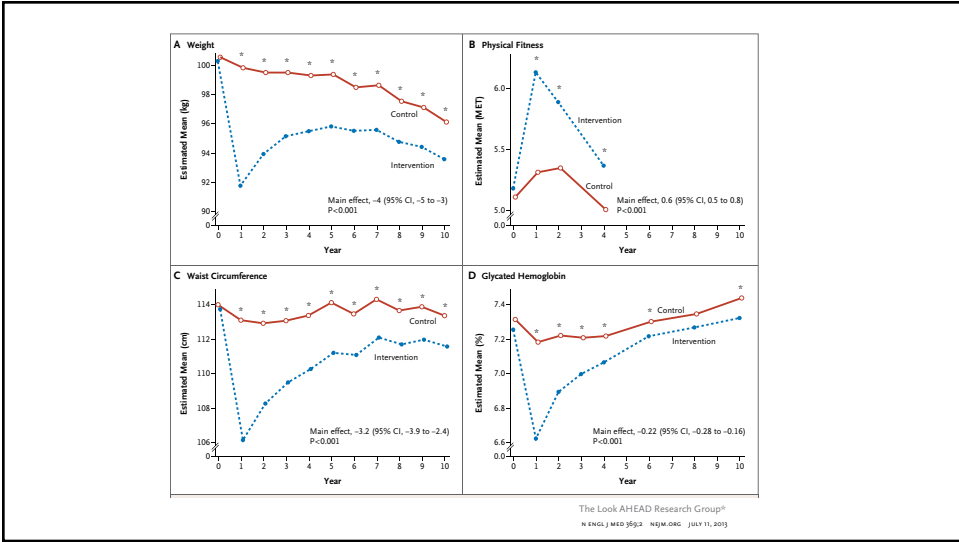 A Weight
Estimated Mean (kg)
100
98
96
94
92
90
0
* * * * * * * * * *
Control
Intervention
Main effect, –4 (95% CI, –5 to –3)
P<0.001
0 1 2 3 4 5 6 7 8 9 10
Year
B Physical Fitness
Estimated Mean (MET)
6.0
5.5
5.0
0.0
* * *
Intervention
Control
Main effect, 0.6 (95% CI, 0.5 to 0.8)
P<0.001
0 1 2 3 4 5 6 7 8 9 10
Year
C Waist Circumference
Estimated Mean (cm)
114
112
110
108
106
0
* * * * * * * * * *
Control
Intervention
Main effect, –3.2 (95% CI, –3.9 to –2.4)
P<0.001
0 1 2 3 4 5 6 7 8 9 10
Year
D Glycated Hemoglobin
Estimated Mean (%)
7.4
7.2
7.0
6.8
6.6
0.0
* * * * * *
Control
Intervention
Main effect, –0.22 (95% CI, –0.28 to –0.16)
P<0.001
0 1 2 3 4 5 6 7 8 9 10
Year
The Look AHEAD Research Group*
N ENGL J MED 369;2 NEJM.ORG JULY 11, 2013